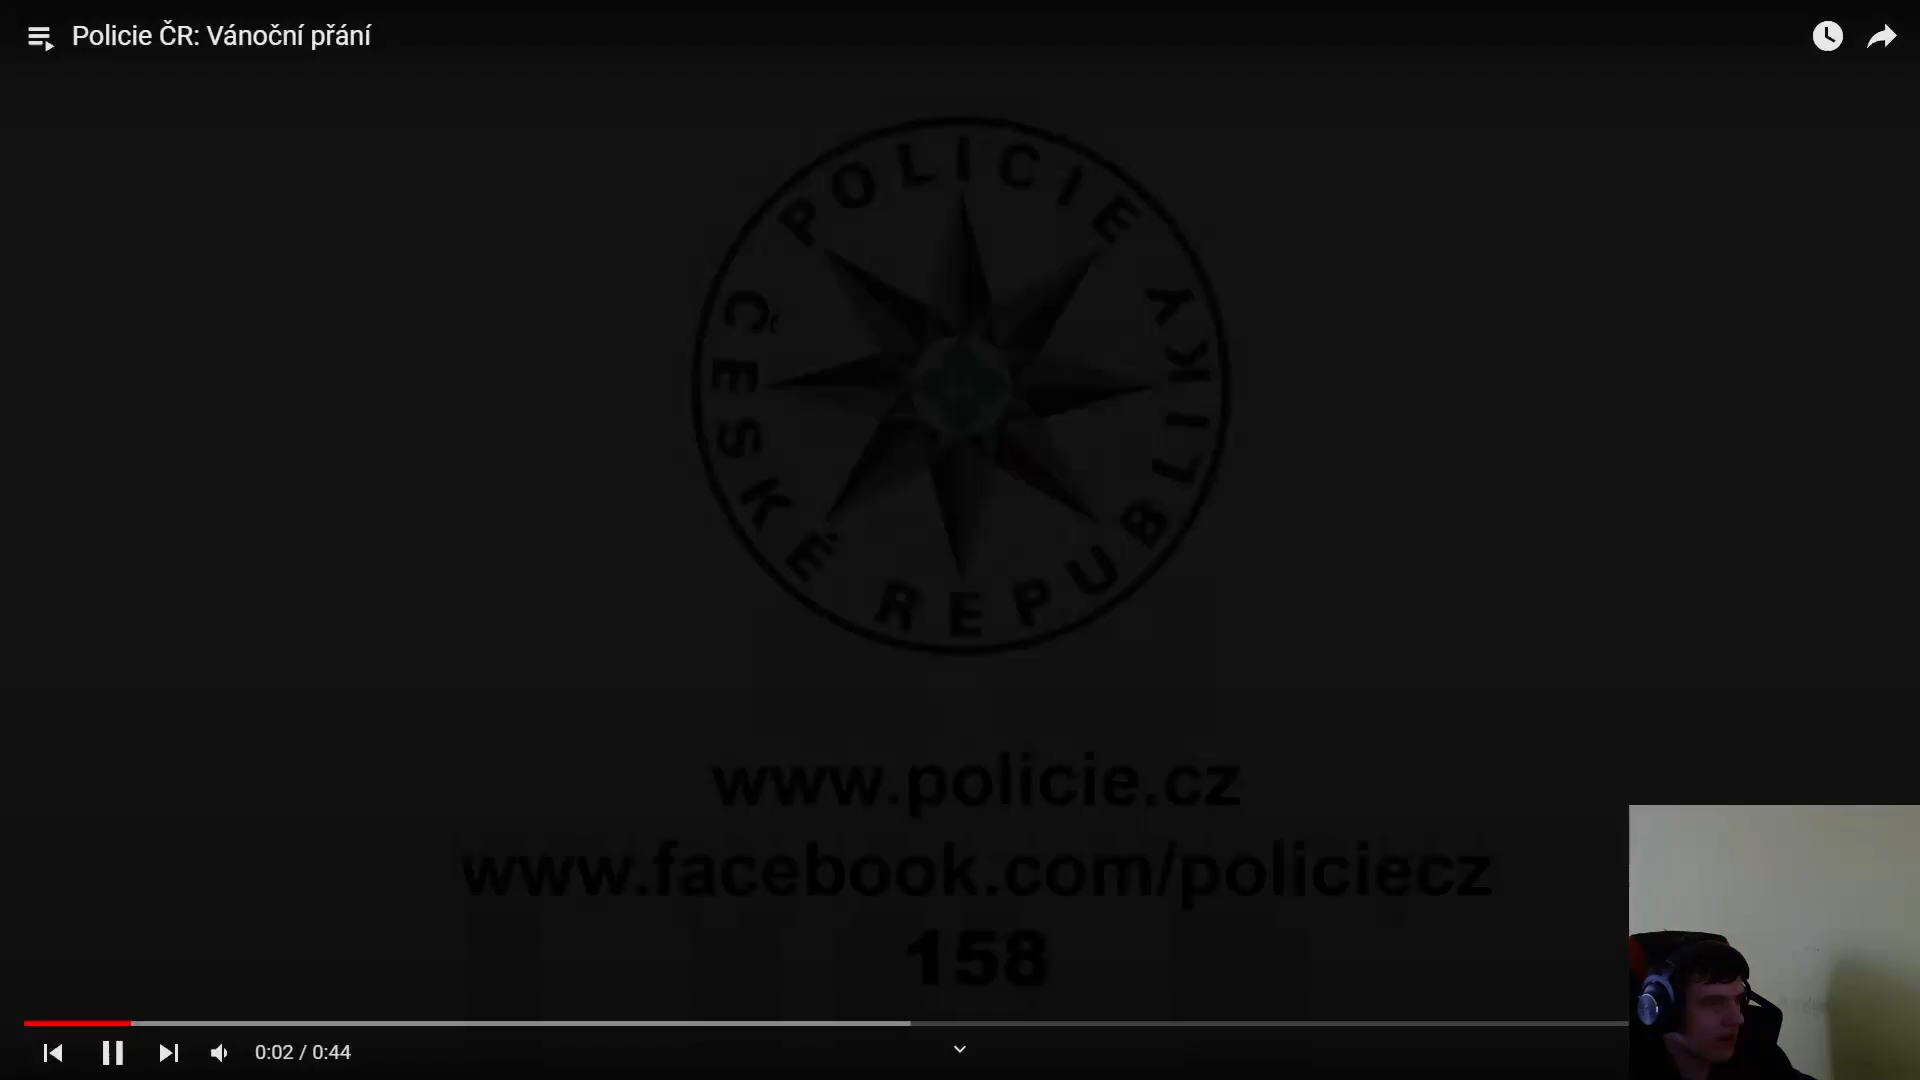 Policie ČR: Vánoční přání
POLICIE
ČESKÉ REPUBLIKY
www.policie.cz
www.facebook.com/policiecz
158
0:02 / 0:44